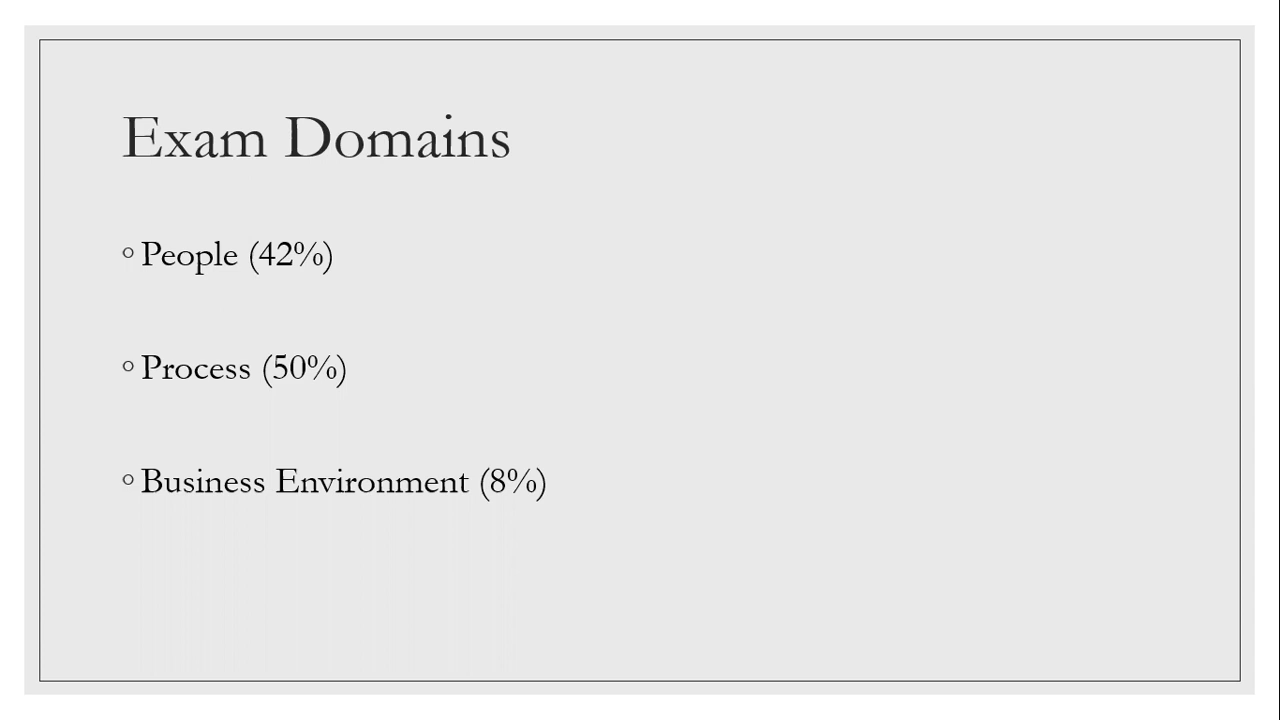 Exam Domains
◦ People (42%)
◦ Process (50%)
◦ Business Environment (8%)